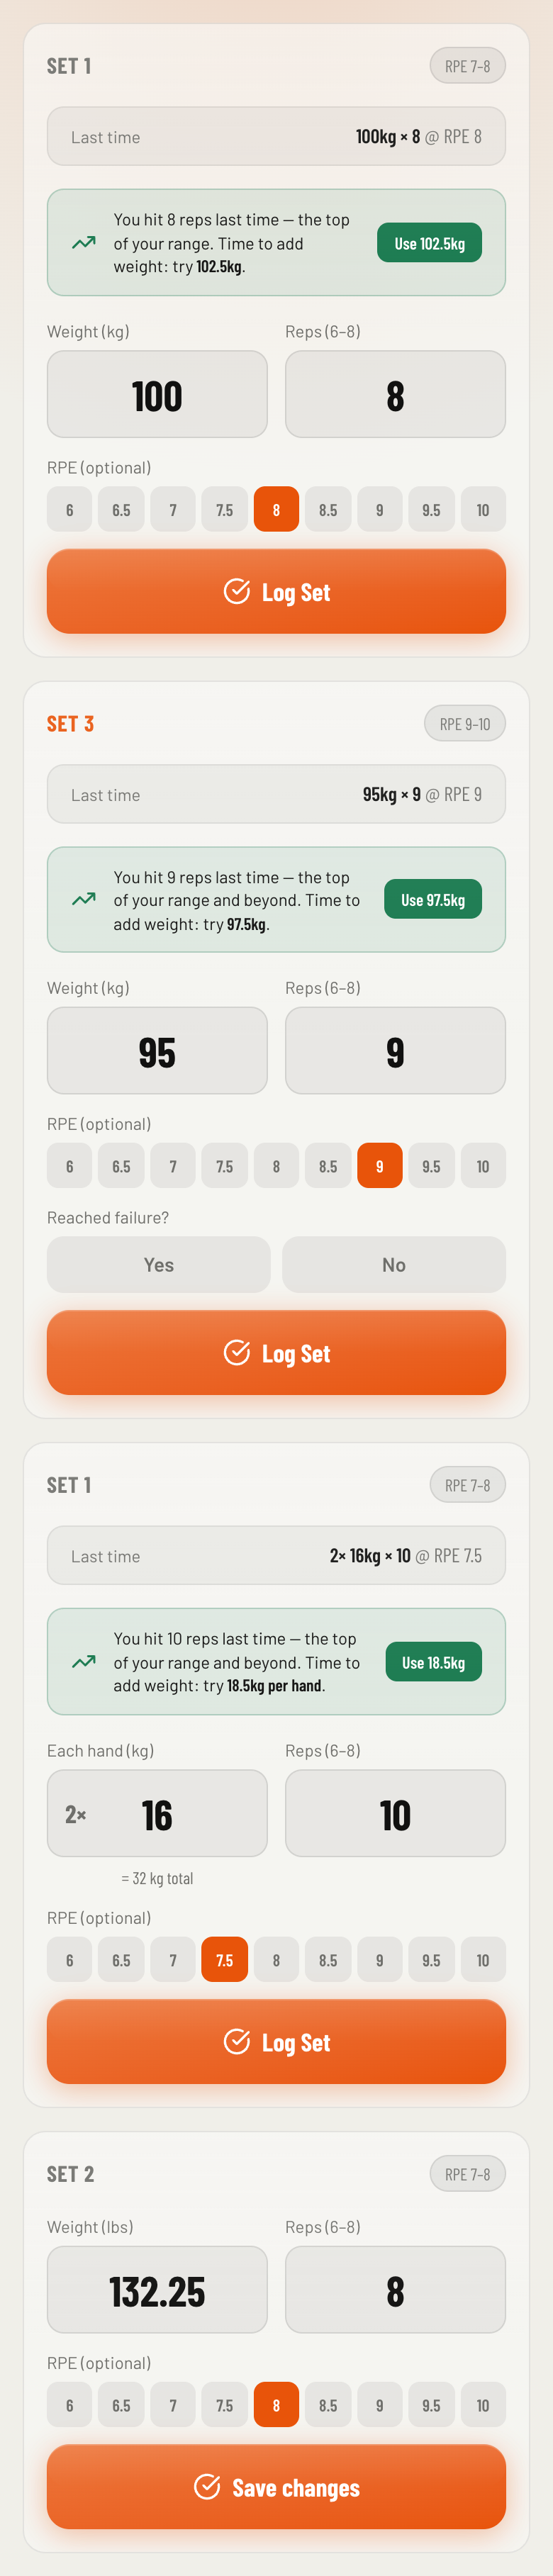 SET 1
RPE 7–8
Last time
100kg × 8 @ RPE 8
You hit 8 reps last time — the top
of your range. Time to add
weight: try 102.5kg.
Use 102.5kg
Weight (kg)
Reps (6–8)
100
8
RPE (optional)
6 6.5 7 7.5 8 8.5 9 9.5 10
Log Set
SET 3
RPE 9–10
Last time
95kg × 9 @ RPE 9
You hit 9 reps last time — the top
of your range and beyond. Time to
add weight: try 97.5kg.
Use 97.5kg
Weight (kg)
Reps (6–8)
95
9
RPE (optional)
6 6.5 7 7.5 8 8.5 9 9.5 10
Reached failure?
Yes
No
Log Set
SET 1
RPE 7–8
Last time
2× 16kg × 10 @ RPE 7.5
You hit 10 reps last time — the top
of your range and beyond. Time to
add weight: try 18.5kg per hand.
Use 18.5kg
Each hand (kg)
Reps (6–8)
2× 16
10
= 32 kg total
RPE (optional)
6 6.5 7 7.5 8 8.5 9 9.5 10
Log Set
SET 2
RPE 7–8
Weight (lbs)
Reps (6–8)
132.25
8
RPE (optional)
6 6.5 7 7.5 8 8.5 9 9.5 10
Save changes